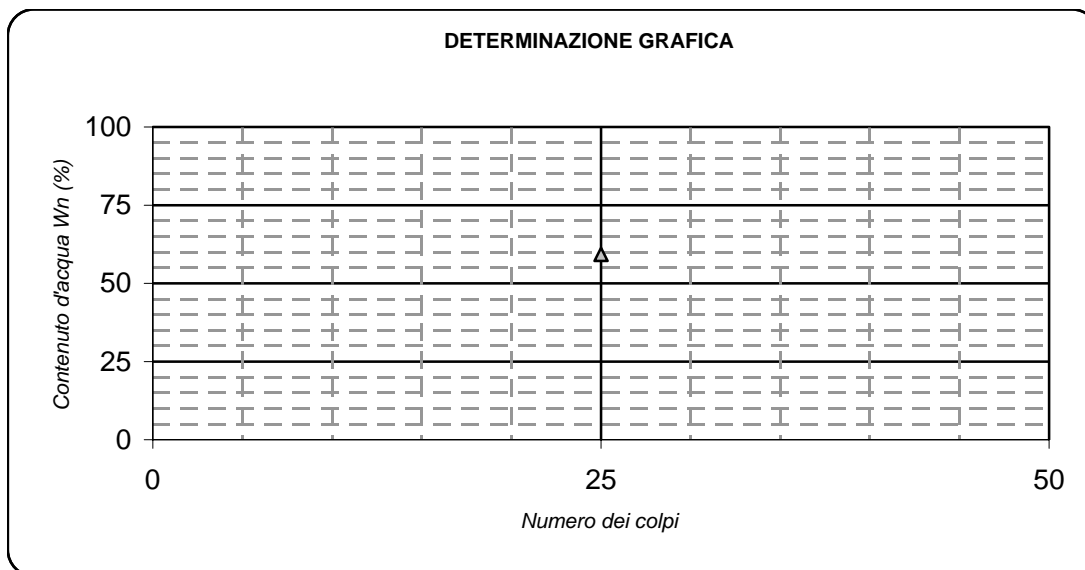 DETERMINAZIONE GRAFICA
Contenuto d'acqua Wn (%)
100
75
50
25
0
0 25 50
Numero dei colpi